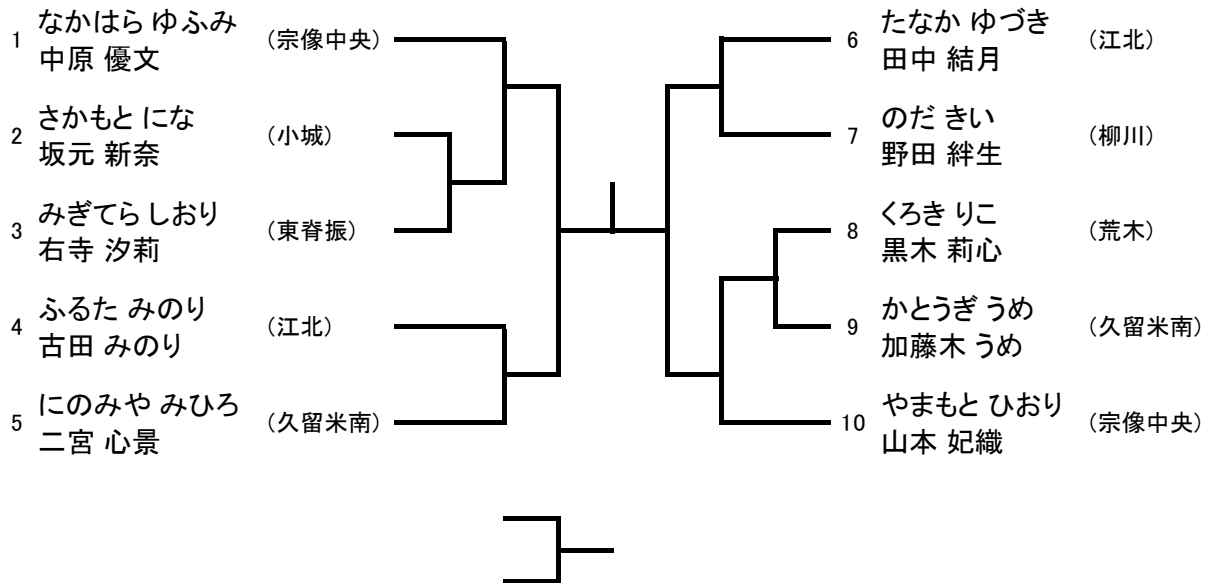 なかはら ゆふみ
1 中原 優文 （宗像中央）
さかもと にな
2 坂元 新奈 （小城）
みぎてら しおり
3 右寺 汐莉 （東脊振）
ふるた みのり
4 古田 みのり （江北）
にのみや みひろ
5 二宮 心景 （久留米南）
たなか ゆづき
6 田中 結月 （江北）
のだ きい
7 野田 絆生 （柳川）
くろき りこ
8 黒木 莉心 （荒木）
かとうぎ うめ
9 加藤木 うめ （久留米南）
やまもと ひおり
10 山本 妃織 （宗像中央）